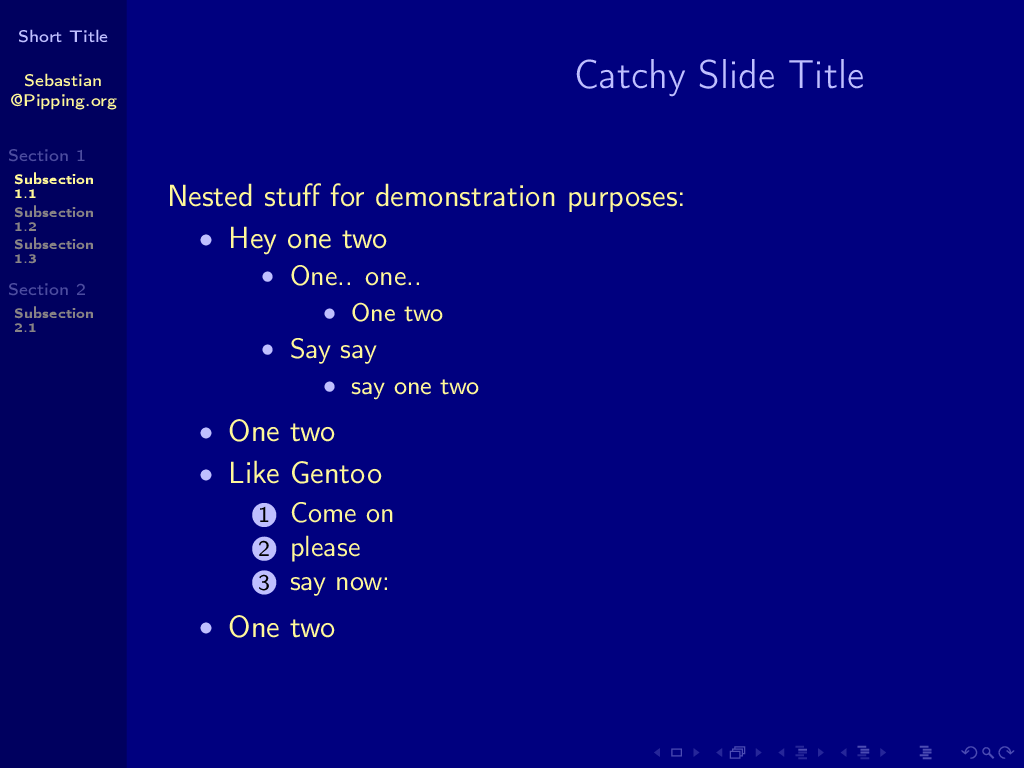 Short Title
Sebastian
@Pipping.org
Section 1
Subsection
1.1
Subsection
1.2
Subsection
1.3
Section 2
Subsection
2.1
Catchy Slide Title
Nested stuff for demonstration purposes:
• Hey one two
• One.. one..
• One two
• Say say
• say one two
• One two
• Like Gentoo
1 Come on
2 please
3 say now:
• One two